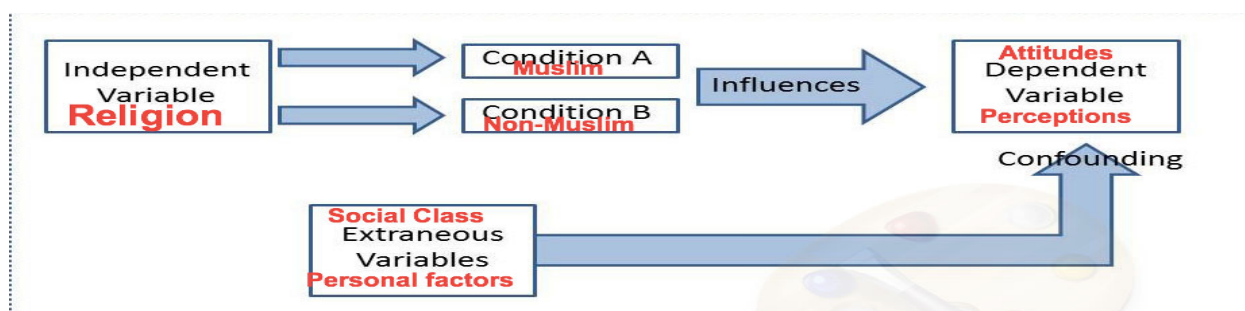 Independent
Variable
Religion
Condition A
Muslim
Condition B
Non-Muslim
Influences
Attitudes
Dependent
Variable
Perceptions
Confounding
Social Class
Extraneous
Variables
Personal factors